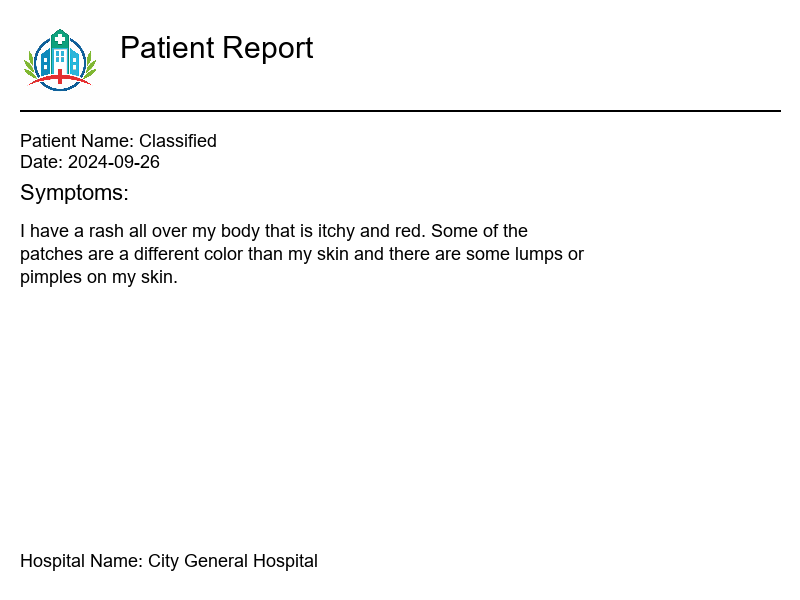 Patient Report
Patient Name: Classified
Date: 2024-09-26
Symptoms:
I have a rash all over my body that is itchy and red. Some of the
patches are a different color than my skin and there are some lumps or
pimples on my skin.
Hospital Name: City General Hospital